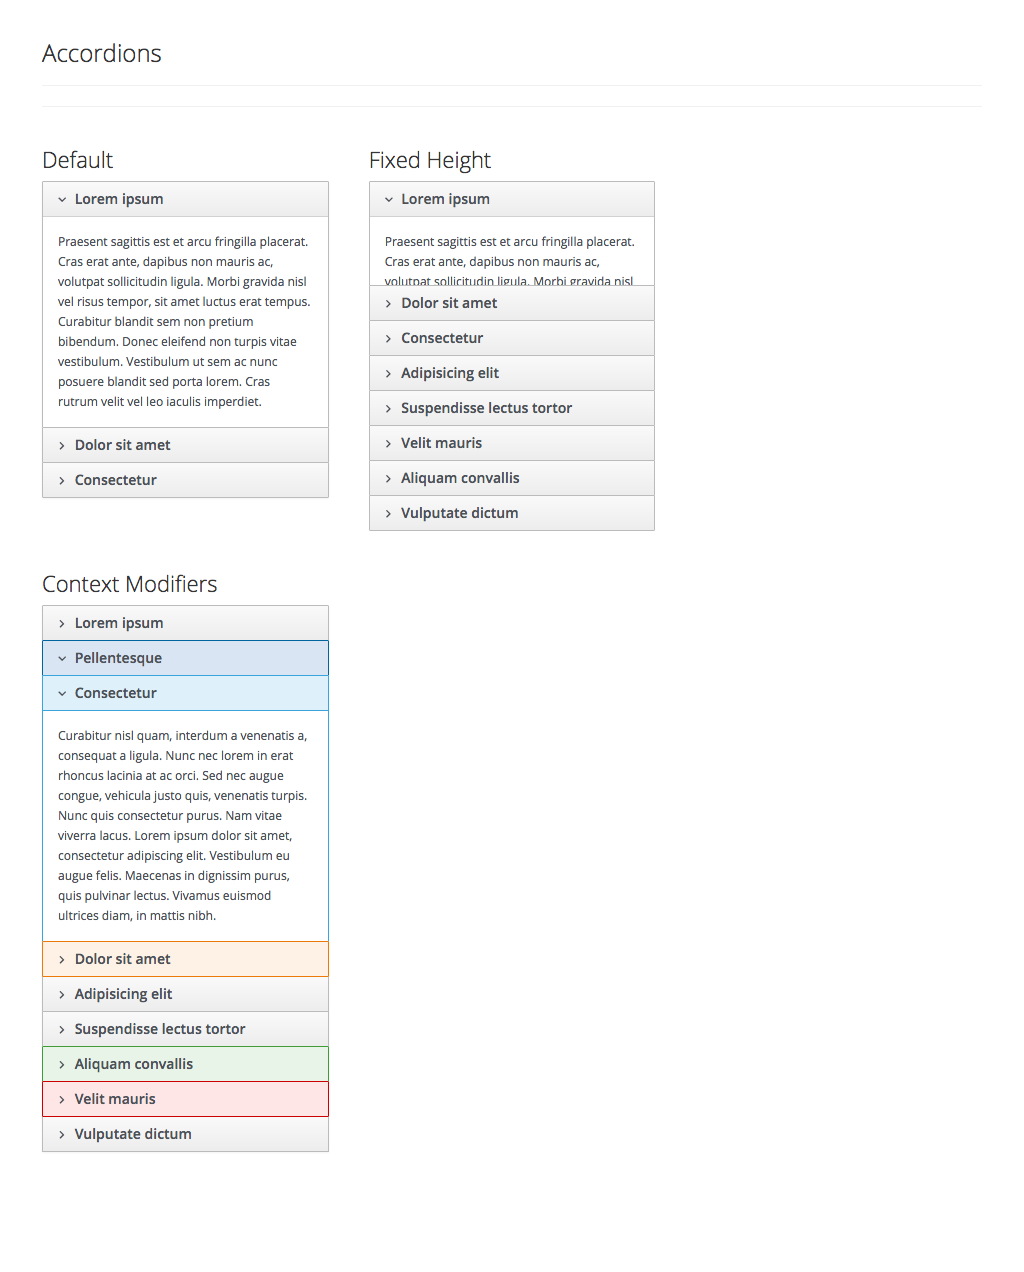 Accordions
Default
Lorem ipsum
Praesent sagittis est et arcu fringilla placerat.
Cras erat ante, dapibus non mauris ac,
volutpat sollicitudin ligula. Morbi gravida nisl
vel risus tempor, sit amet luctus erat tempus.
Curabitur blandit sem non pretium
bibendum. Donec eleifend non turpis vitae
vestibulum. Vestibulum ut sem ac nunc
posuere blandit sed porta lorem. Cras
rutrum velit vel leo iaculis imperdiet.
Dolor sit amet
Consectetur
Fixed Height
Lorem ipsum
Praesent sagittis est et arcu fringilla placerat.
Cras erat ante, dapibus non mauris ac,
volutpat sollicitudin ligula. Morbi gravida nisl
Dolor sit amet
Consectetur
Adipisicing elit
Suspendisse lectus tortor
Velit mauris
Aliquam convallis
Vulputate dictum
Context Modifiers
Lorem ipsum
Pellentesque
Consectetur
Curabitur nisl quam, interdum a venenatis a,
consequat a ligula. Nunc nec lorem in erat
rhoncus lacinia at ac orci. Sed nec augue
congue, vehicula justo quis, venenatis turpis.
Nunc quis consectetur purus. Nam vitae
viverra lacus. Lorem ipsum dolor sit amet,
consectetur adipiscing elit. Vestibulum eu
augue felis. Maecenas in dignissim purus,
quis pulvinar lectus. Vivamus euismod
ultrices diam, in mattis nibh.
Dolor sit amet
Adipisicing elit
Suspendisse lectus tortor
Aliquam convallis
Velit mauris
Vulputate dictum